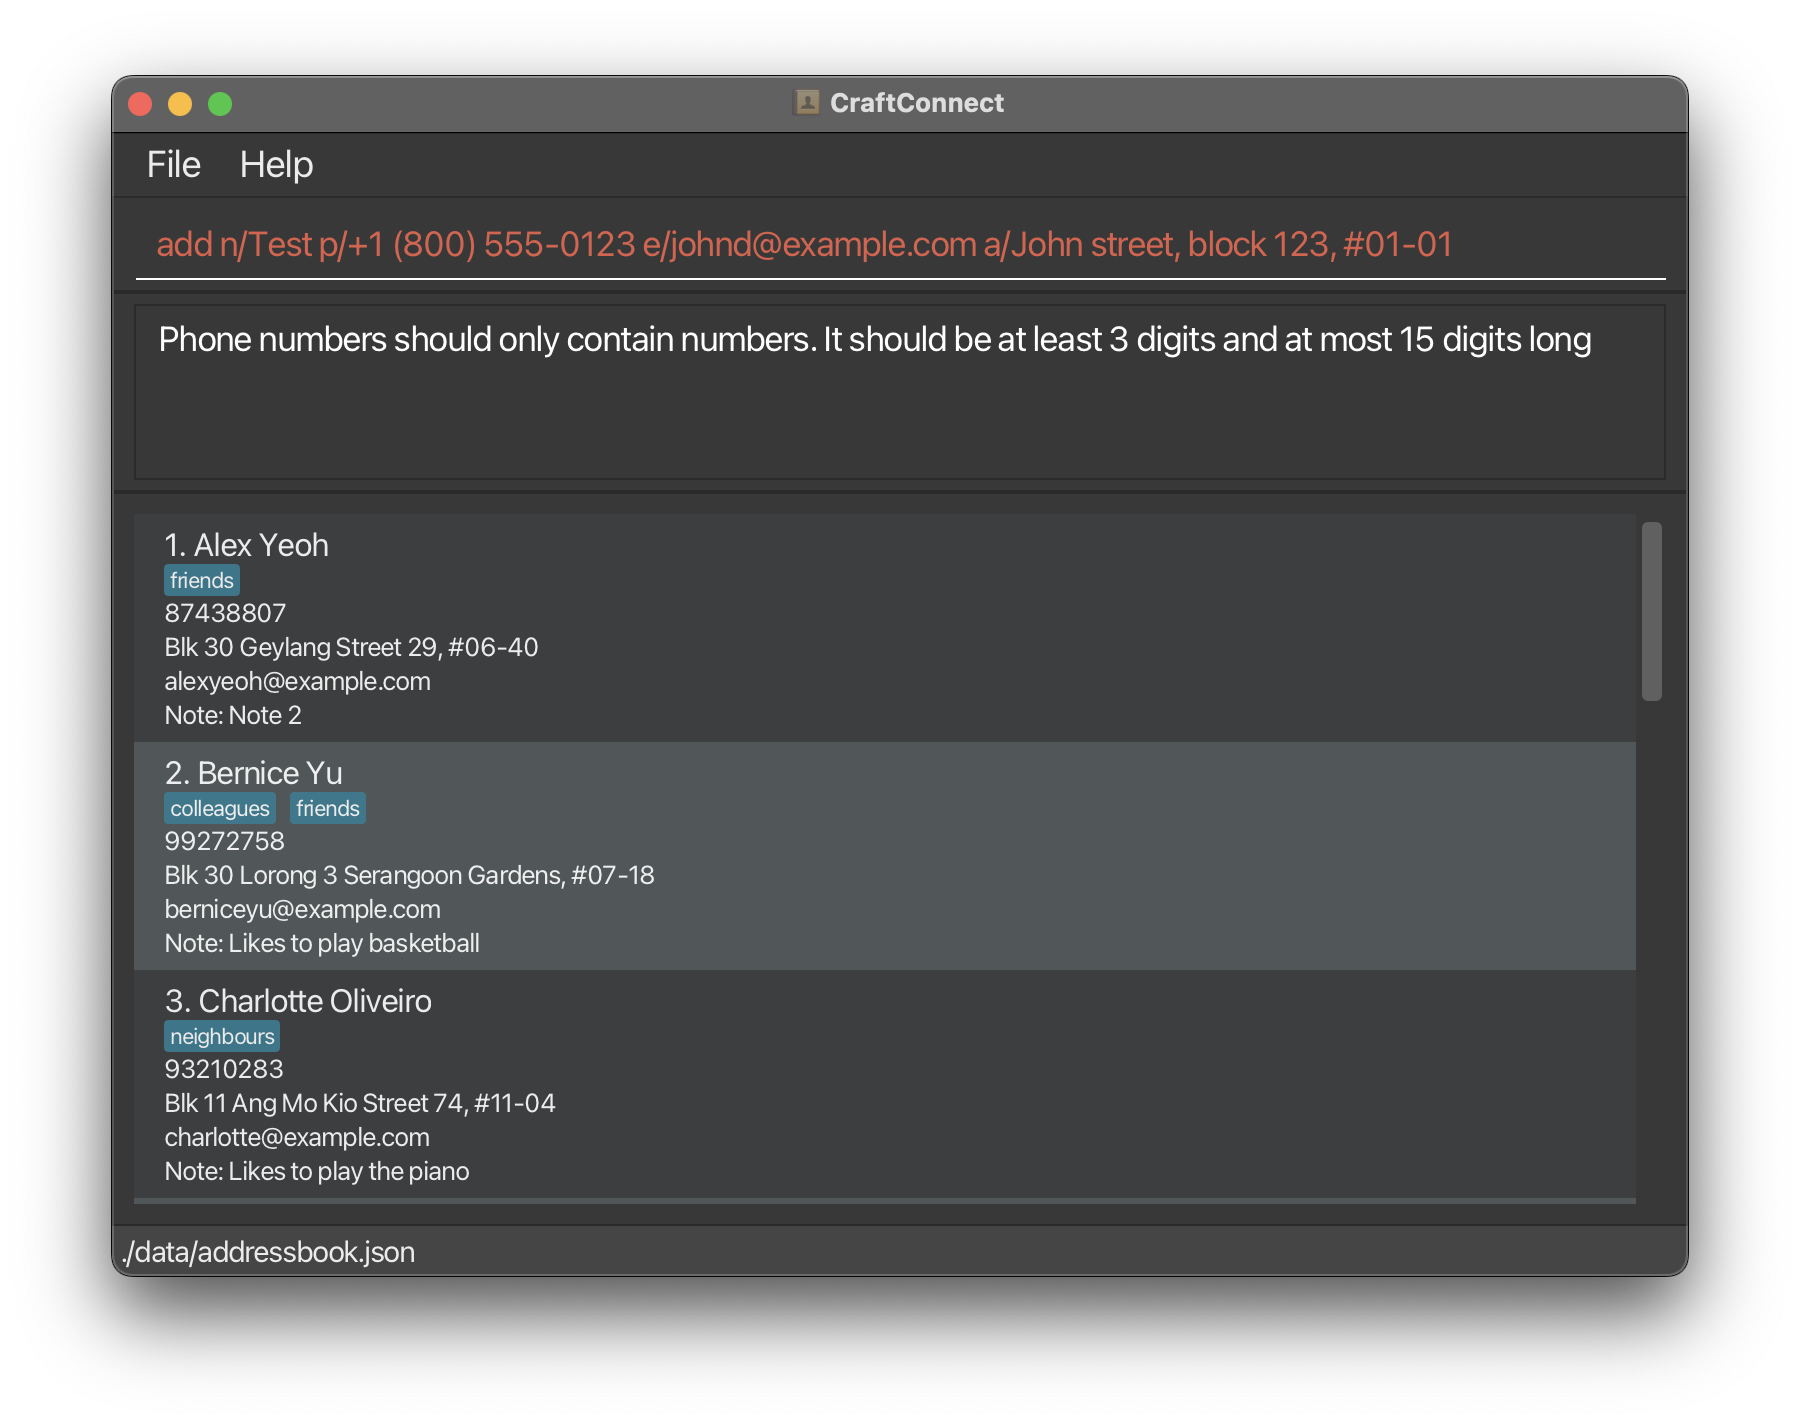 CraftConnect
File Help
add n/Test p/+1 (800) 555-0123 e/johnd@example.com a/John street, block 123, #01-01
Phone numbers should only contain numbers. It should be at least 3 digits and at most 15 digits long
1. Alex Yeoh
friends
87438807
Blk 30 Geylang Street 29, #06-40
alexyeoh@example.com
Note: Note 2
2. Bernice Yu
colleagues friends
99272758
Blk 30 Lorong 3 Serangoon Gardens, #07-18
berniceyu@example.com
Note: Likes to play basketball
3. Charlotte Oliveiro
neighbours
93210283
Blk 11 Ang Mo Kio Street 74, #11-04
charlotte@example.com
Note: Likes to play the piano
./data/addressbook.json